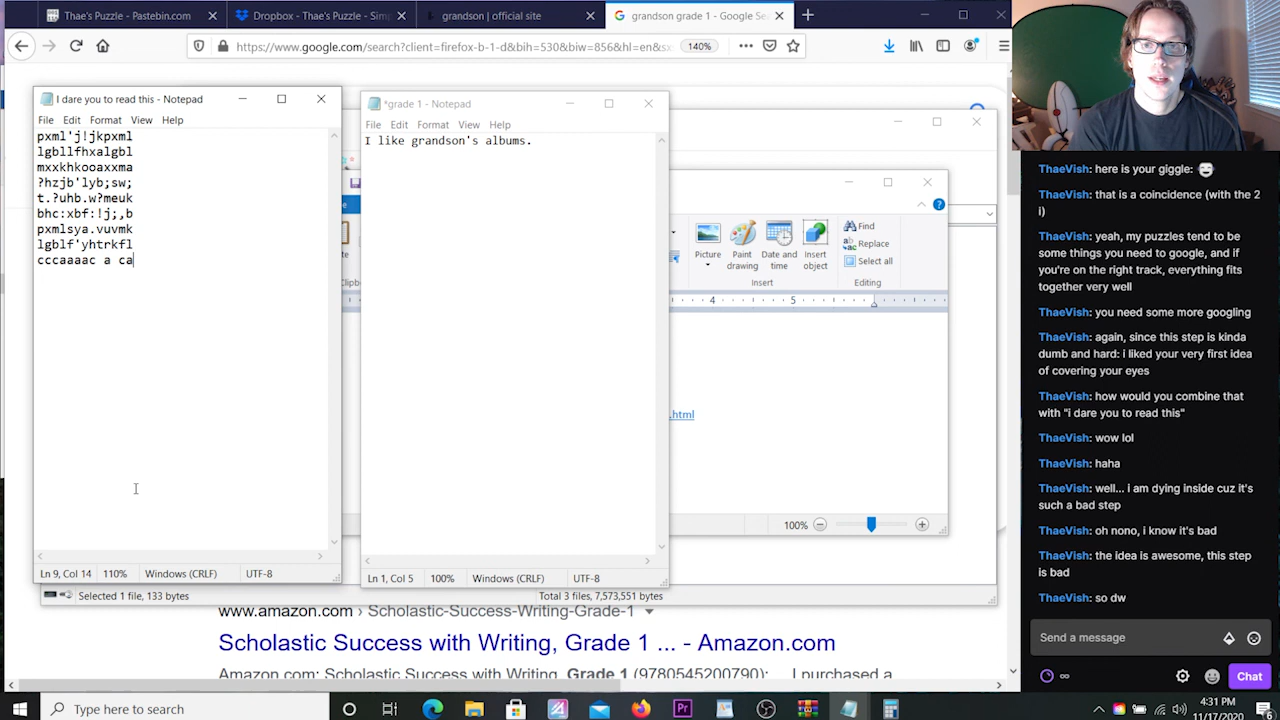 Thae's Puzzle - Pastebin.com
Dropbox - Thae's Puzzle - Sim
grandson | official site
grandson grade 1 - Google Se
https://www.google.com/search?client=firefox-b-1-d&bih=530&biw=856&hl=en&s
140%
I dare you to read this - Notepad
File Edit Format View Help
pxml'j!jkpxml
lgbllfhxalgbl
mxxkhkooaxxma
?hzjb'lyb;sw;
t.?uhb.w?meuk
bhc:xbf:!j;,b
pxmlsya.vuvmk
lgblf'yhtrkfl
cccaaaac a ca
Ln 9, Col 14 110% Windows (CRLF) UTF-8
*grade 1 - Notepad
File Edit Format View Help
I like grandson's albums.
Ln 1, Col 5 100% Windows (CRLF) UTF-8
Clipb
Picture
Paint drawing
Date and time
Insert object
Insert
Find
Replace
Select all
Editing
4 5
.html
100%
Selected 1 file, 133 bytes
Total 3 files, 7,573,551 bytes
www.amazon.com › Scholastic-Success-Writing-Grade-1
Scholastic Success with Writing, Grade 1 ... - Amazon.com
Amazon.com: Scholastic Success with Writing, Grade 1 (9780545200790): ... I purchased a
Type here to search
4:31 PM
11/17/2020
ThaeVish: here is your giggle:
ThaeVish: that is a coincidence (with the 2
i)
ThaeVish: yeah, my puzzles tend to be
some things you need to google, and if
you're on the right track, everything fits
together very well
ThaeVish: you need some more googling
ThaeVish: again, since this step is kinda
dumb and hard: i liked your very first idea
of covering your eyes
ThaeVish: how would you combine that
with "i dare you to read this"
ThaeVish: wow lol
ThaeVish: haha
ThaeVish: well... i am dying inside cuz it's
such a bad step
ThaeVish: oh nono, i know it's bad
ThaeVish: the idea is awesome, this step
is bad
ThaeVish: so dw
Send a message
Chat